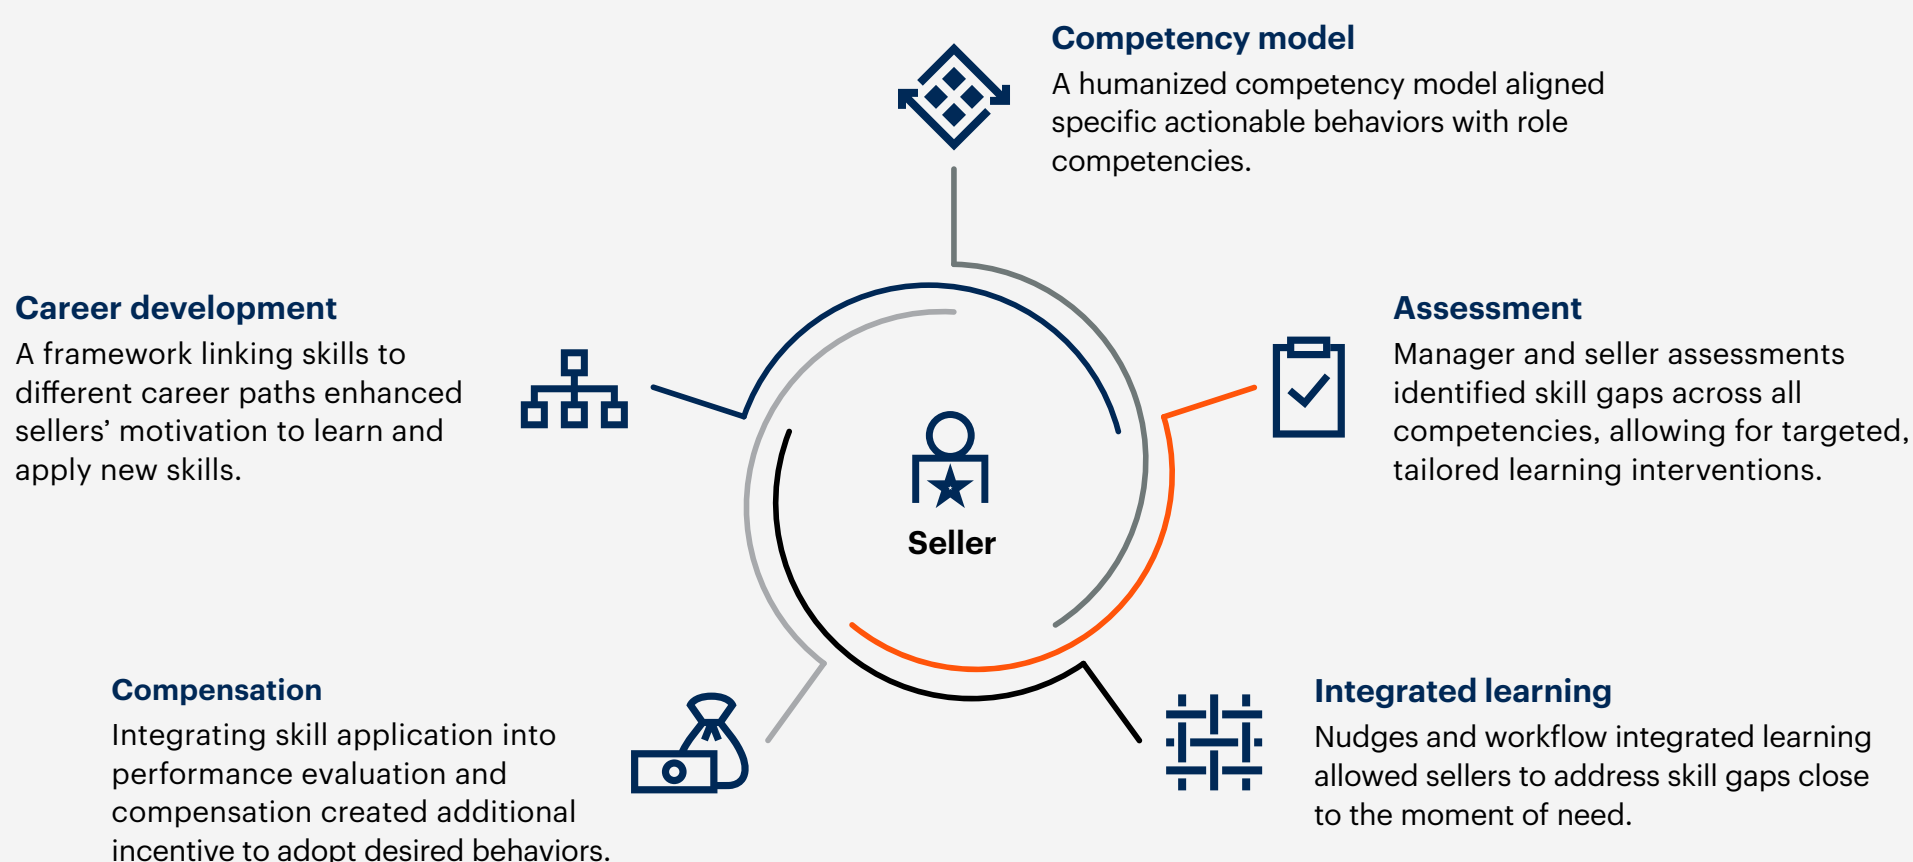 Competency model
A humanized competency model aligned
specific actionable behaviors with role
competencies.
Career development
A framework linking skills to
different career paths enhanced
sellers’ motivation to learn and
apply new skills.
Assessment
Manager and seller assessments
identified skill gaps across all
competencies, allowing for targeted,
tailored learning interventions.
Seller
Compensation
Integrating skill application into
performance evaluation and
compensation created additional
incentive to adopt desired behaviors.
Integrated learning
Nudges and workflow integrated learning
allowed sellers to address skill gaps close
to the moment of need.